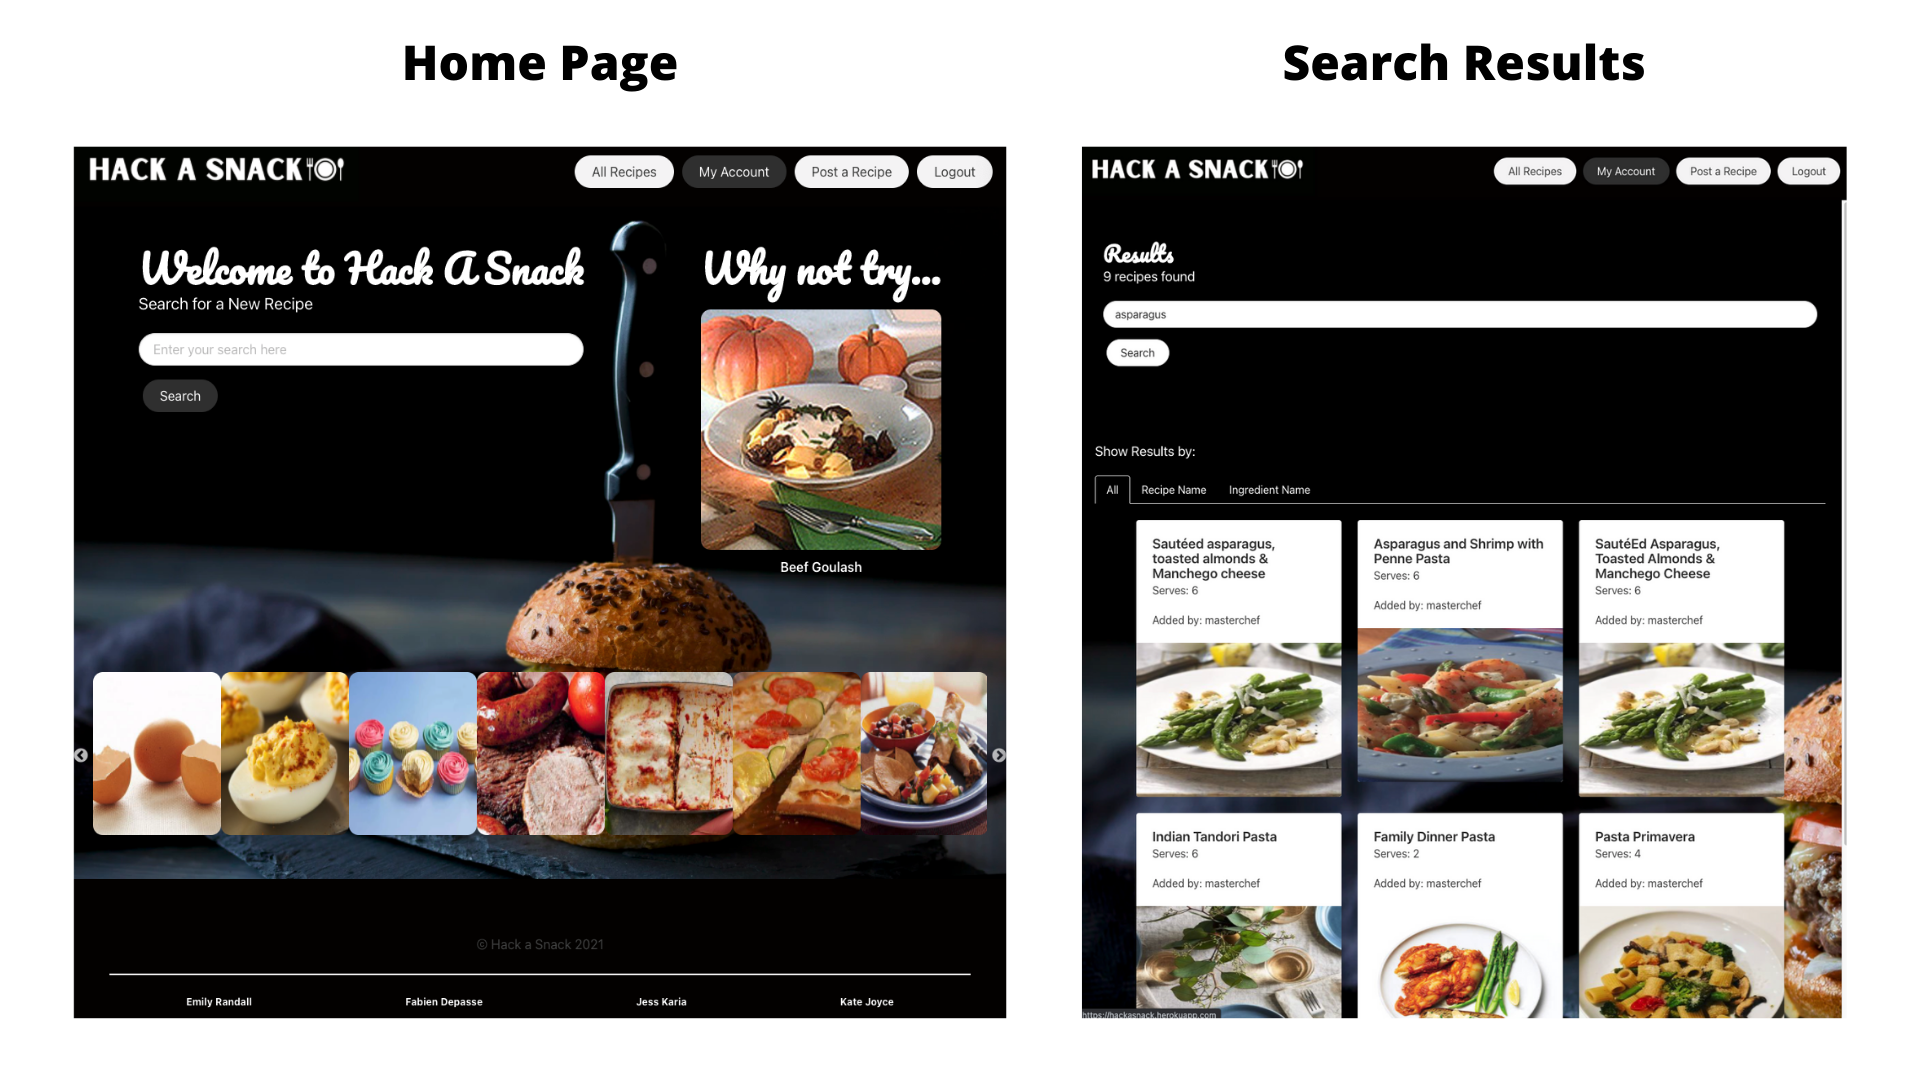 Home Page
HACK A SNACK
All Recipes
My Account
Post a Recipe
Logout
Welcome to Hack A Snack
Search for a New Recipe
Enter your search here
Search
Why not try...
Beef Goulash
© Hack a Snack 2021
Emily Randall
Fabien Depasse
Jess Karia
Kate Joyce
Search Results
HACK A SNACK
All Recipes
My Account
Post a Recipe
Logout
Results
9 recipes found
asparagus
Search
Show Results by:
All
Recipe Name
Ingredient Name
Sautéed asparagus,
toasted almonds &
Manchego cheese
Serves: 6
Added by: masterchef
Asparagus and Shrimp with
Penne Pasta
Serves: 6
Added by: masterchef
SautéEd Asparagus,
Toasted Almonds &
Manchego Cheese
Serves: 6
Added by: masterchef
Indian Tandori Pasta
Serves: 6
Added by: masterchef
Family Dinner Pasta
Serves: 2
Added by: masterchef
Pasta Primavera
Serves: 4
Added by: masterchef
https://hackasnack.herokuapp.com